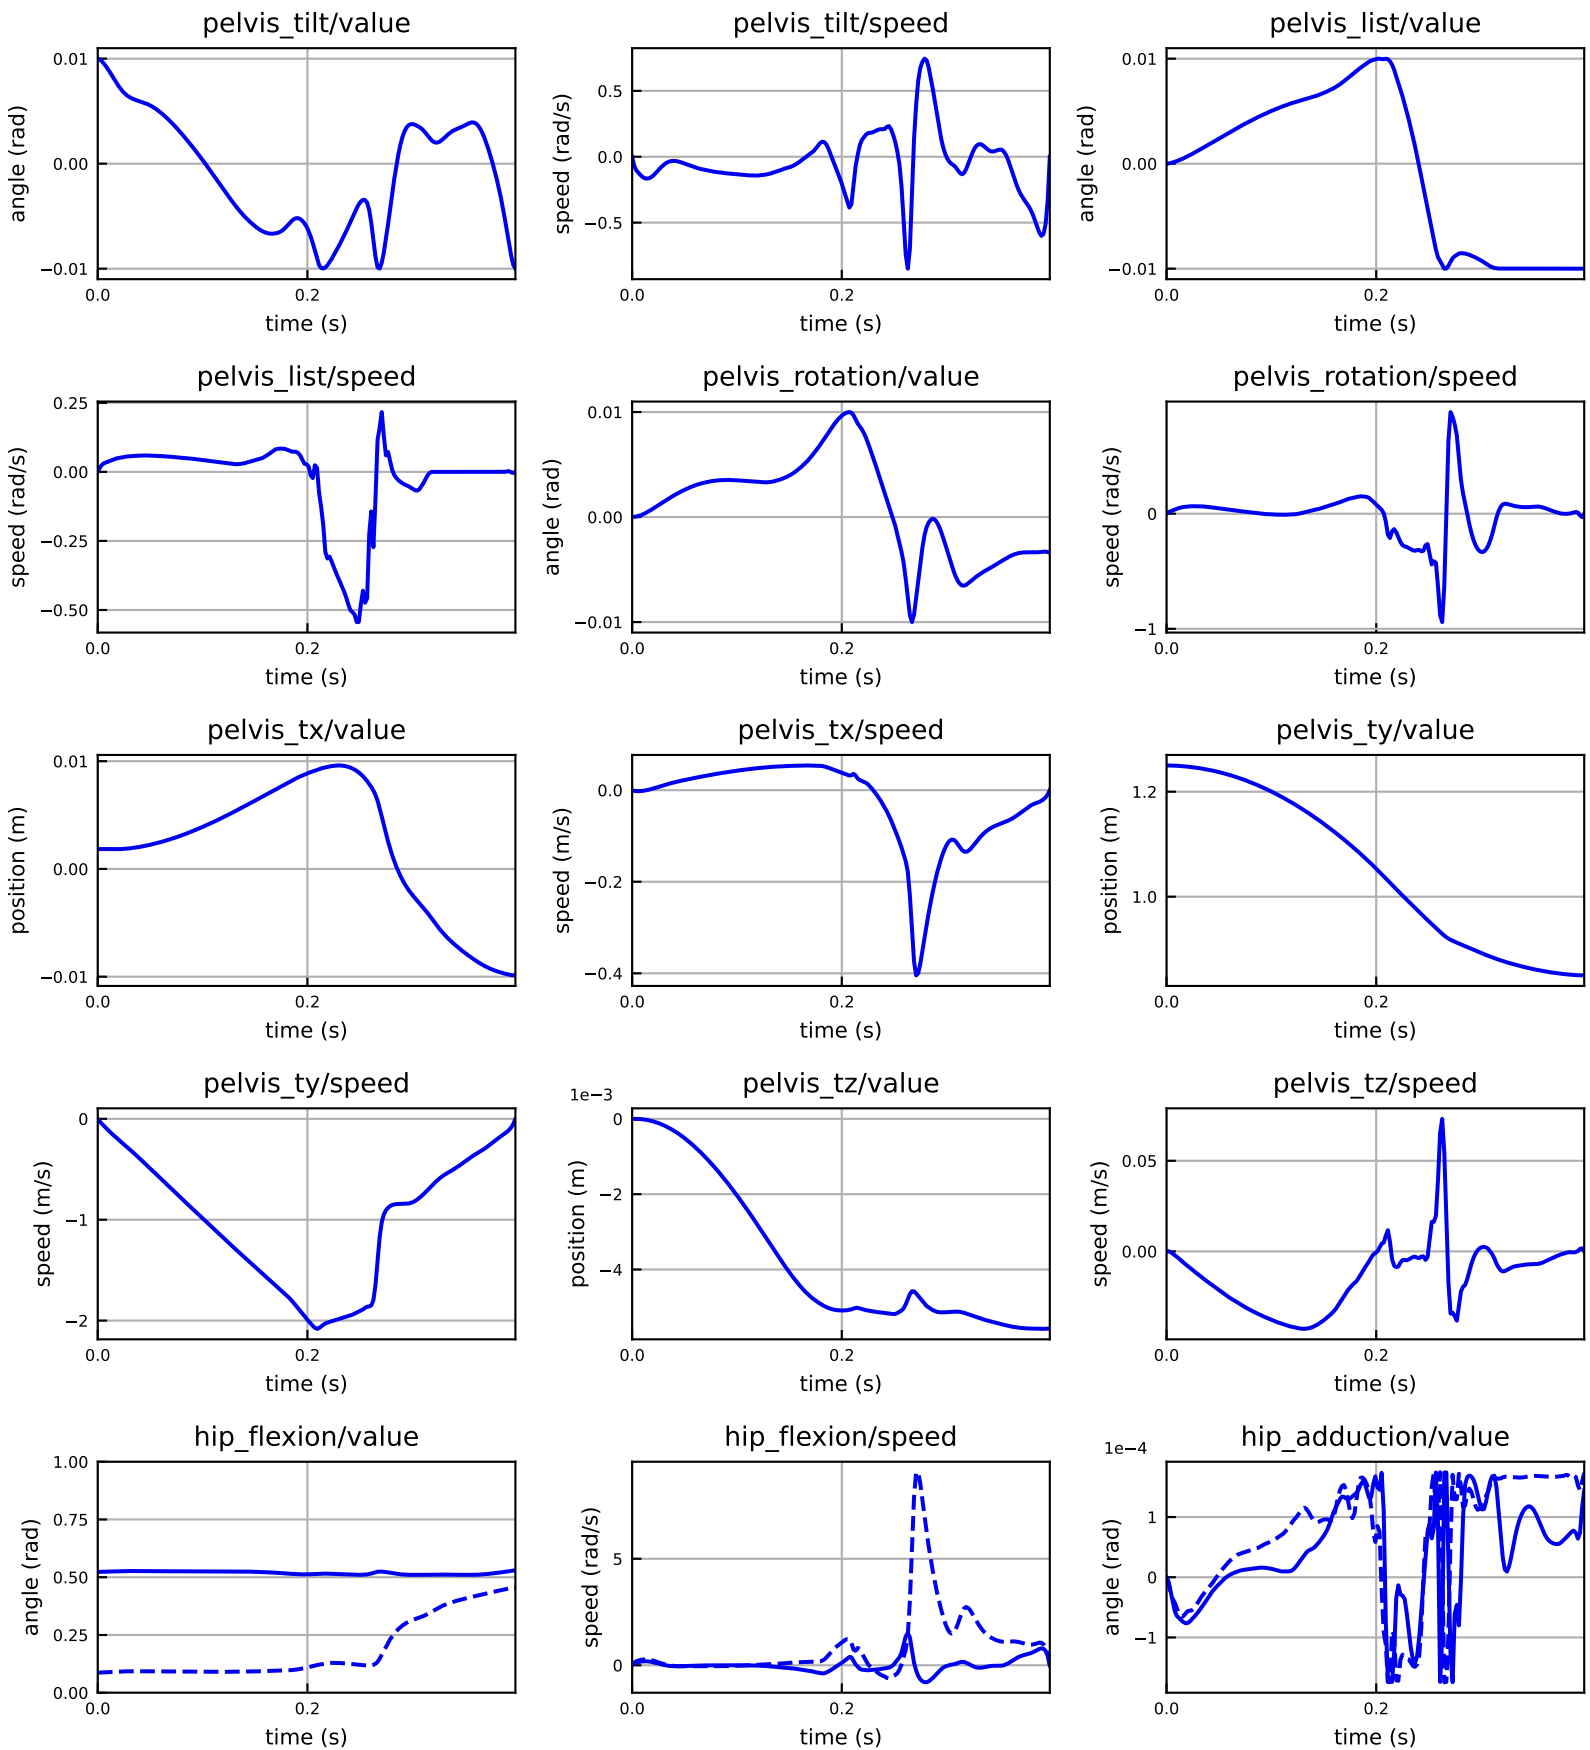 pelvis_tilt/value
angle (rad)
0.01
0.00
−0.01
0.0
0.2
time (s)
pelvis_tilt/speed
speed (rad/s)
0.5
0.0
−0.5
0.0
0.2
time (s)
pelvis_list/value
angle (rad)
0.01
0.00
−0.01
0.0
0.2
time (s)
pelvis_list/speed
speed (rad/s)
0.25
0.00
−0.25
−0.50
0.0
0.2
time (s)
pelvis_rotation/value
angle (rad)
0.01
0.00
−0.01
0.0
0.2
time (s)
pelvis_rotation/speed
speed (rad/s)
0
−1
0.0
0.2
time (s)
pelvis_tx/value
position (m)
0.01
0.00
−0.01
0.0
0.2
time (s)
pelvis_tx/speed
speed (m/s)
0.0
−0.2
−0.4
0.0
0.2
time (s)
pelvis_ty/value
position (m)
1.2
1.0
0.0
0.2
time (s)
pelvis_ty/speed
speed (m/s)
0
−1
−2
0.0
0.2
time (s)
pelvis_tz/value
1e−3
position (m)
0
−2
−4
0.0
0.2
time (s)
pelvis_tz/speed
speed (m/s)
0.05
0.00
0.0
0.2
time (s)
hip_flexion/value
angle (rad)
1.00
0.75
0.50
0.25
0.00
0.0
0.2
time (s)
hip_flexion/speed
speed (rad/s)
5
0
0.0
0.2
time (s)
hip_adduction/value
1e−4
angle (rad)
1
0
−1
0.0
0.2
time (s)